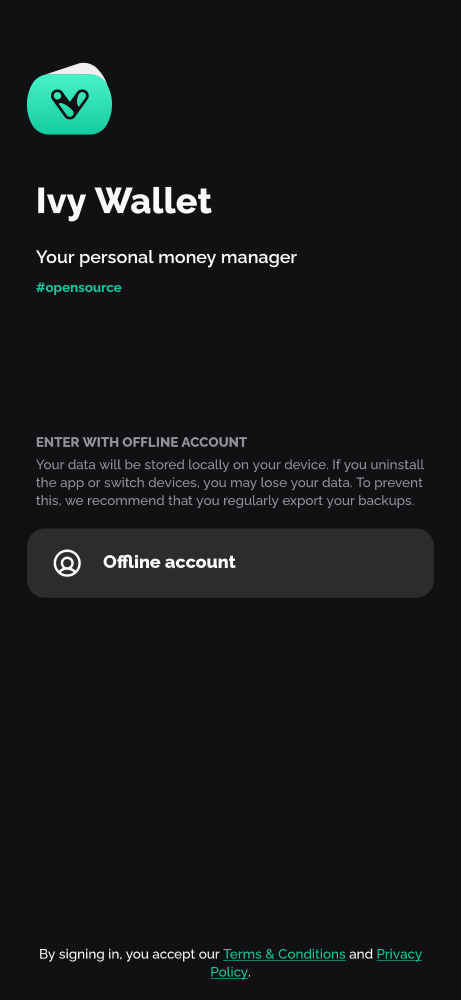 Ivy Wallet
Your personal money manager
#opensource
ENTER WITH OFFLINE ACCOUNT
Your data will be stored locally on your device. If you uninstall
the app or switch devices, you may lose your data. To prevent
this, we recommend that you regularly export your backups.
Offline account
By signing in, you accept our Terms & Conditions and Privacy
Policy.